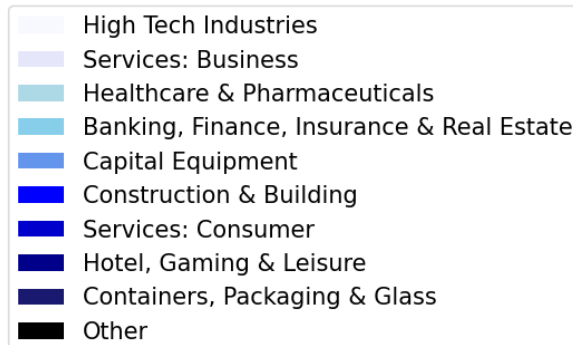 High Tech Industries
Services: Business
Healthcare & Pharmaceuticals
Banking, Finance, Insurance & Real Estate
Capital Equipment
Construction & Building
Services: Consumer
Hotel, Gaming & Leisure
Containers, Packaging & Glass
Other